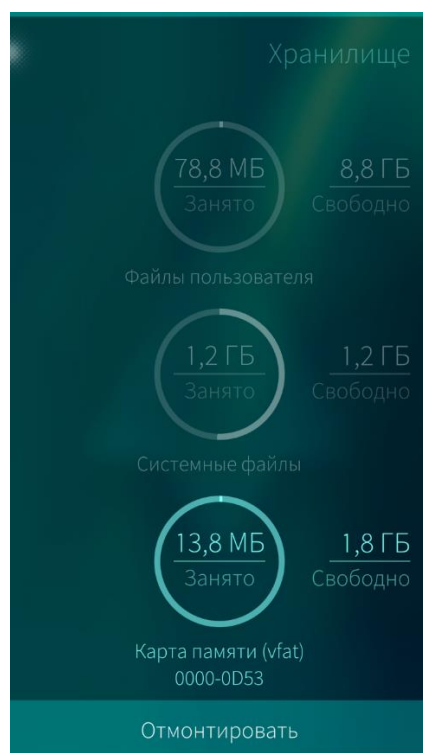 Хранилище
78,8 МБ
Занято
8,8 ГБ
Свободно
Файлы пользователя
1,2 ГБ
Занято
1,2 ГБ
Свободно
Системные файлы
13,8 МБ
Занято
1,8 ГБ
Свободно
Карта памяти (vfat)
0000-0D53
Отмонтировать